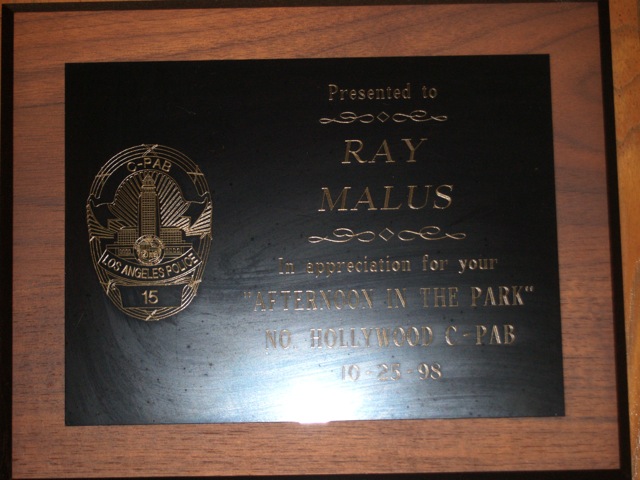 C-PAB
LOS ANGELES POLICE
15
Presented to
RAY
MALUS
In appreciation for your
"AFTERNOON IN THE PARK"
NO. HOLLYWOOD C-PAB
10-25-98